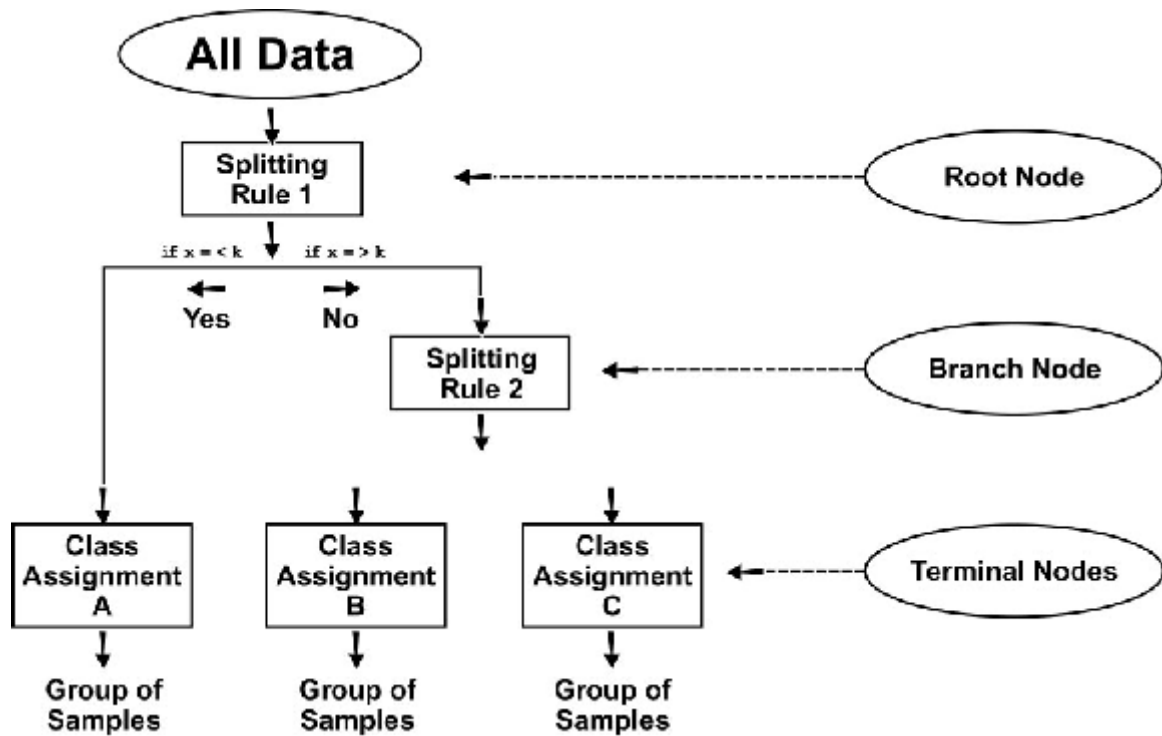 All Data
Splitting
Rule 1
Root Node
if x = < k
if x = > k
Yes
No
Splitting
Rule 2
Branch Node
Class
Assignment
A
Class
Assignment
B
Class
Assignment
C
Terminal Nodes
Group of
Samples
Group of
Samples
Group of
Samples